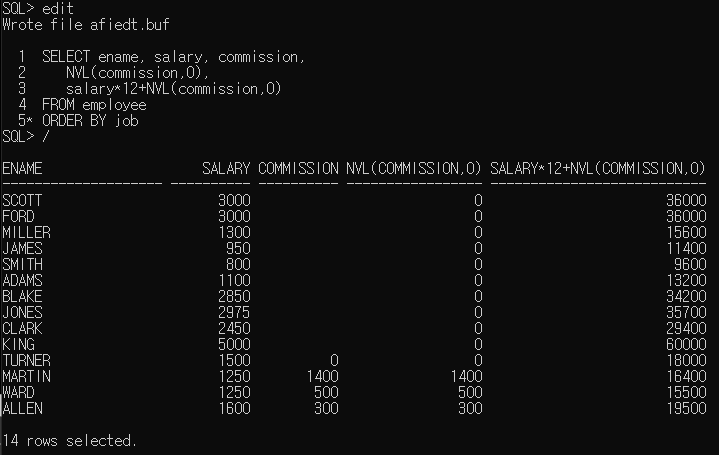 SQL> edit
Wrote file afiedt.buf
1 SELECT ename, salary, commission,
2 NVL(commission,0),
3 salary*12+NVL(commission,0)
4 FROM employee
5* ORDER BY job
SQL> /
ENAME SALARY COMMISSION NVL(COMMISSION,0) SALARY*12+NVL(COMMISSION,0)
-------------------- ---------- ---------- ----------------- ---------------------------
SCOTT 3000 0 36000
FORD 3000 0 36000
MILLER 1300 0 15600
JAMES 950 0 11400
SMITH 800 0 9600
ADAMS 1100 0 13200
BLAKE 2850 0 34200
JONES 2975 0 35700
CLARK 2450 0 29400
KING 5000 0 60000
TURNER 1500 0 0 18000
MARTIN 1250 1400 1400 16400
WARD 1250 500 500 15500
ALLEN 1600 300 300 19500
14 rows selected.